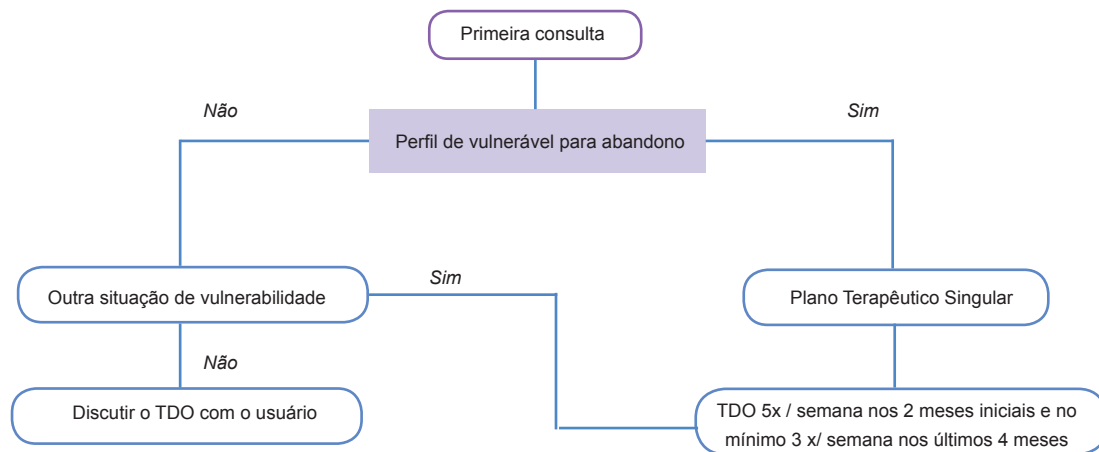 Primeira consulta
Não
Sim
Perfil de vulnerável para abandono
Outra situação de vulnerabilidade
Sim
Plano Terapêutico Singular
Não
Discutir o TDO com o usuário
TDO 5x / semana nos 2 meses iniciais e no
mínimo 3 x/ semana nos últimos 4 meses